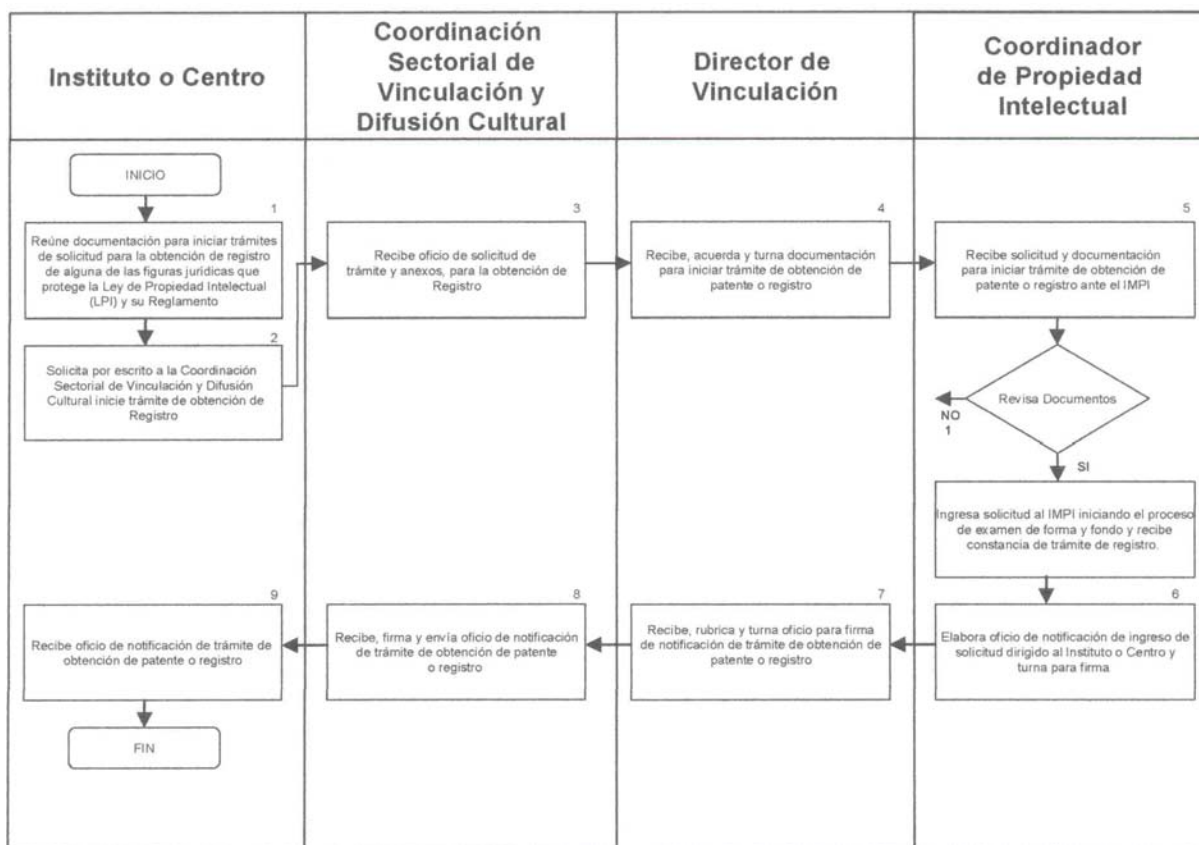 Instituto o Centro
Coordinación
Sectorial de
Vinculación y
Difusión Cultural
Director de
Vinculación
Coordinador
de Propiedad
Intelectual
INICIO
1
Reúne documentación para iniciar trámites
de solicitud para la obtención de registro
de alguna de las figuras jurídicas que
protege la Ley de Propiedad Intelectual
(LPI) y su Reglamento
2
Solicita por escrito a la Coordinación
Sectorial de Vinculación y Difusión
Cultural inicie trámite de obtención de
Registro
3
Recibe oficio de solicitud de
trámite y anexos, para la obtención de
Registro
4
Recibe, acuerda y turna documentación
para iniciar trámite de obtención de
patente o registro
5
Recibe solicitud y documentación
para iniciar trámite de obtención de
patente o registro ante el IMPI
Revisa Documentos
NO
1
SI
Ingresa solicitud al IMPI iniciando el proceso
de examen de forma y fondo y recibe
constancia de trámite de registro.
6
Elabora oficio de notificación de ingreso de
solicitud dirigido al Instituto o Centro y
turna para firma
7
Recibe, rubrica y turna oficio para firma
de notificación de trámite de obtención de
patente o registro
8
Recibe, firma y envía oficio de notificación
de trámite de obtención de patente
o registro
9
Recibe oficio de notificación de trámite de
obtención de patente o registro
FIN